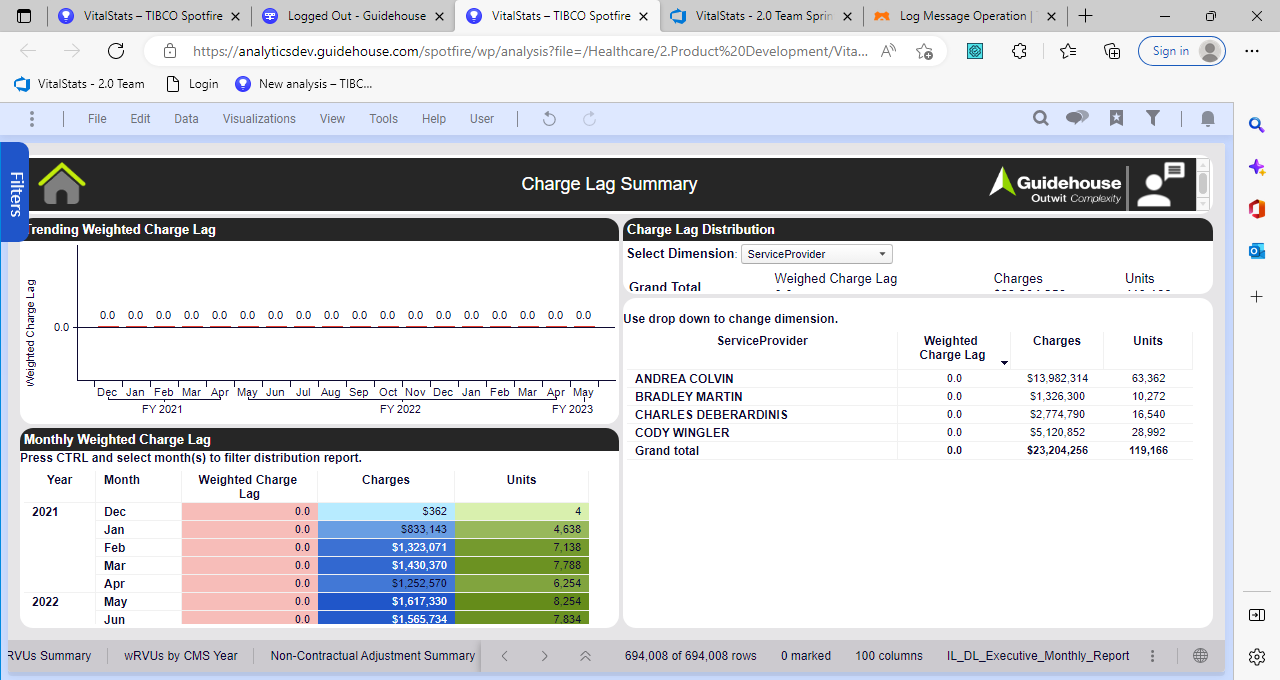 VitalStats – TIBCO Spotfire
Logged Out - Guidehouse
VitalStats – TIBCO Spotfire
VitalStats - 2.0 Team Sprin
Log Message Operation |
https://analyticsdev.guidehouse.com/spotfire/wp/analysis?file=/Healthcare/2.Product%20Development/Vita...
Sign in
VitalStats - 2.0 Team
Login
New analysis – TIBC...
File Edit Data Visualizations View Tools Help User
Filters
Charge Lag Summary
Guidehouse
Outwit Complexity
Trending Weighted Charge Lag
Weighted Charge Lag
0.0
0.0 0.0 0.0 0.0 0.0 0.0 0.0 0.0 0.0 0.0 0.0 0.0 0.0 0.0 0.0 0.0 0.0 0.0
Dec Jan Feb Mar Apr May Jun Jul Aug Sep Oct Nov Dec Jan Feb Mar Apr May
FY 2021 FY 2022 FY 2023
Charge Lag Distribution
Select Dimension: ServiceProvider
Weighed Charge Lag Charges Units
Grand Total
Use drop down to change dimension.
ServiceProvider Weighted Charge Lag Charges Units
ANDREA COLVIN 0.0 $13,982,314 63,362
BRADLEY MARTIN 0.0 $1,326,300 10,272
CHARLES DEBERARDINIS 0.0 $2,774,790 16,540
CODY WINGLER 0.0 $5,120,852 28,992
Grand total 0.0 $23,204,256 119,166
Monthly Weighted Charge Lag
Press CTRL and select month(s) to filter distribution report.
Year Month Weighted Charge Lag Charges Units
2021 Dec 0.0 $362 4
Jan 0.0 $833,143 4,638
Feb 0.0 $1,323,071 7,138
Mar 0.0 $1,430,370 7,788
Apr 0.0 $1,252,570 6,254
2022 May 0.0 $1,617,330 8,254
Jun 0.0 $1,565,734 7,834
RVUs Summary
wRVUs by CMS Year
Non-Contractual Adjustment Summary
694,008 of 694,008 rows
0 marked
100 columns
IL_DL_Executive_Monthly_Report